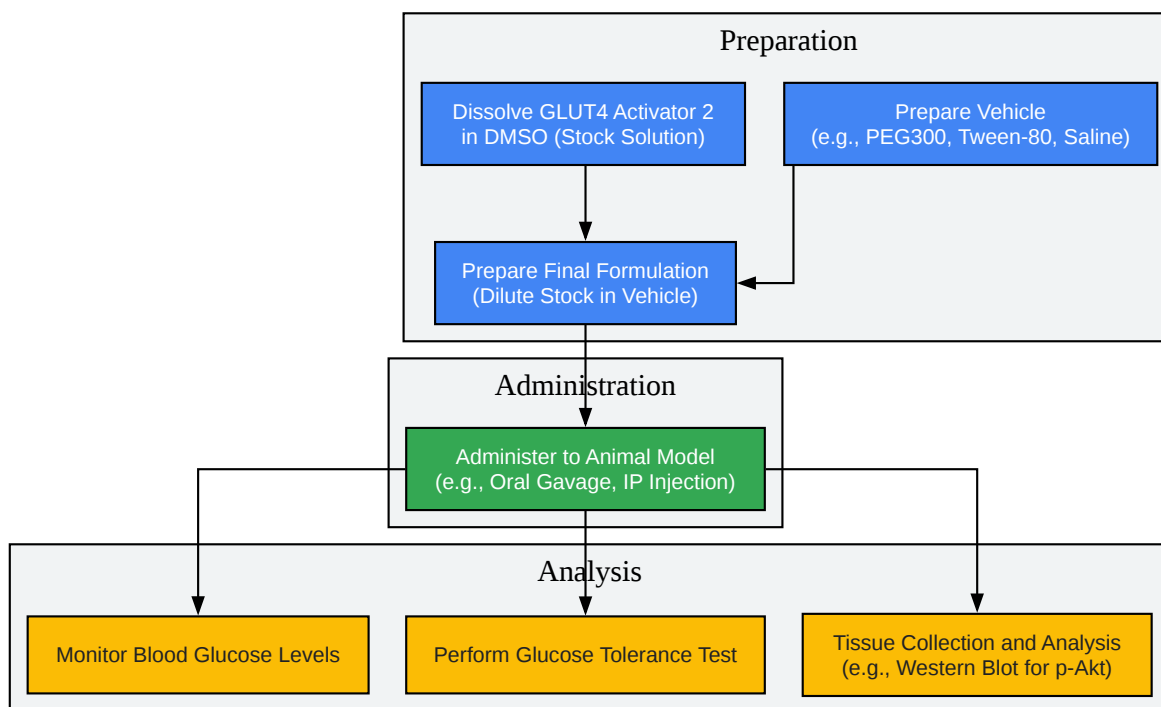 Preparation
Dissolve GLUT4 Activator 2
in DMSO (Stock Solution)
Prepare Vehicle
(e.g., PEG300, Tween-80, Saline)
Prepare Final Formulation
(Dilute Stock in Vehicle)
Administration
Administer to Animal Model
(e.g., Oral Gavage, IP Injection)
Analysis
Monitor Blood Glucose Levels
Perform Glucose Tolerance Test
Tissue Collection and Analysis
(e.g., Western Blot for p-Akt)